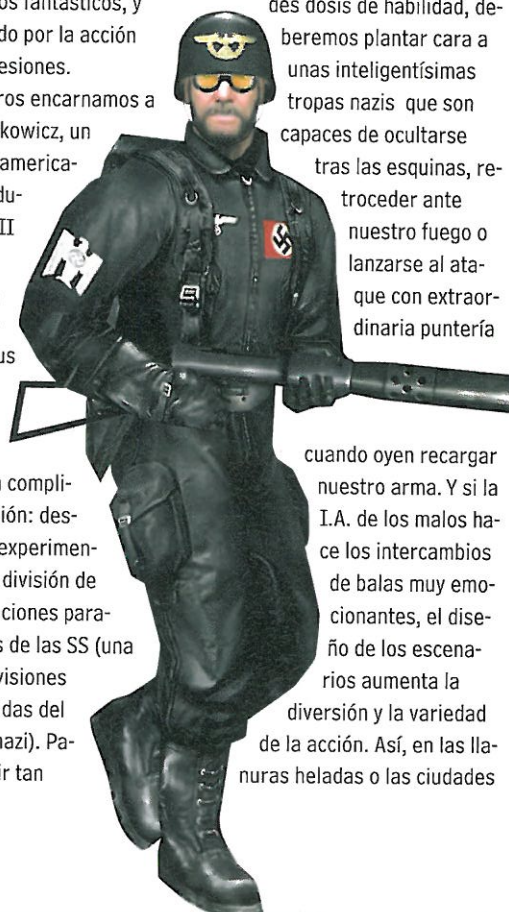 os fantásticos, y
do por la acción
esiones.
ros encarnamos a
kowicz, un
america-
du-
II
us
compli-
ión: des-
experimen-
división de
ciones para-
s de las SS (una
visiones
das del
nazi). Pa-
ir tan
des dosis de habilidad, de-
beremos plantar cara a
unas inteligentísimas
tropas nazis que son
capaces de ocultarse
tras las esquinas, re-
troceder ante
nuestro fuego o
lanzarse al ata-
que con extraor-
dinaria puntería
cuando oyen recargar
nuestro arma. Y si la
I.A. de los malos ha-
ce los intercambios
de balas muy emo-
cionantes, el dise-
ño de los escena-
rios aumenta la
diversión y la variedad
de la acción. Así, en las lla-
nuras heladas o las ciudades